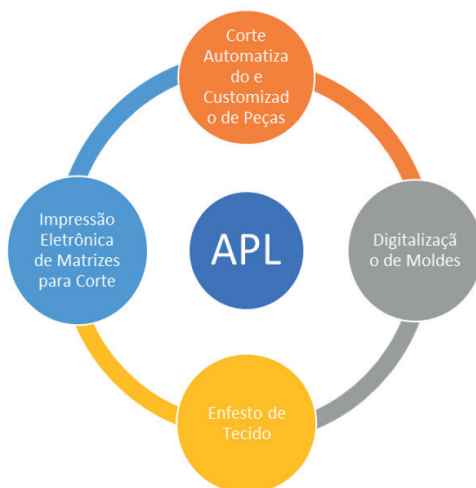 Corte
Automatiza
do e
Customizad
o de Peças
Impressão
Eletrônica
de Matrizes
para Corte
APL
Digitalizaçã
o de Moldes
Enfesto de
Tecido